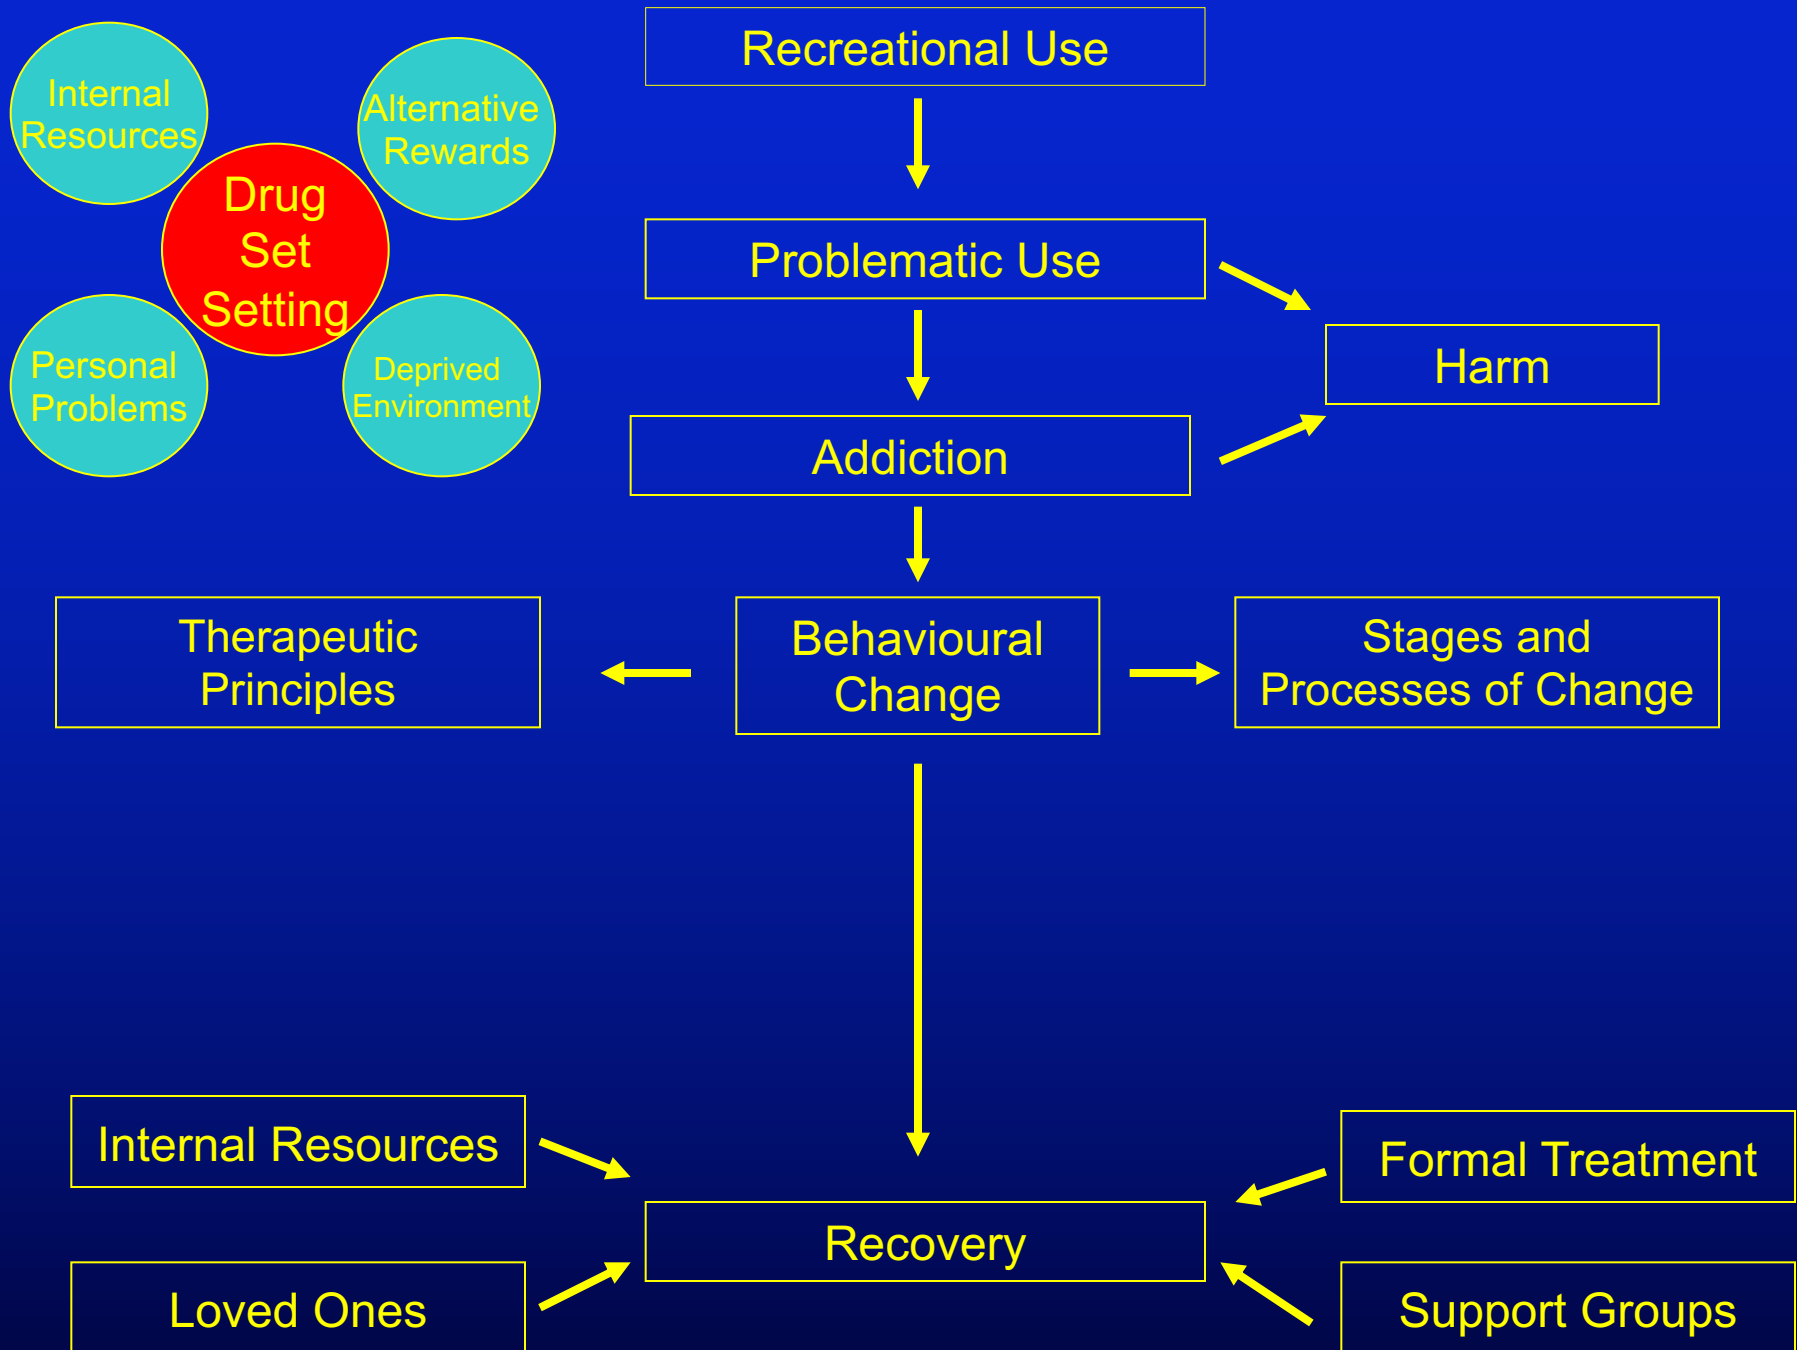 Internal
Resources
Alternative
Rewards
Drug
Set
Setting
Personal
Problems
Deprived
Environment
Recreational Use
Problematic Use
Harm
Addiction
Therapeutic
Principles
Behavioural
Change
Stages and
Processes of Change
Internal Resources
Formal Treatment
Recovery
Loved Ones
Support Groups